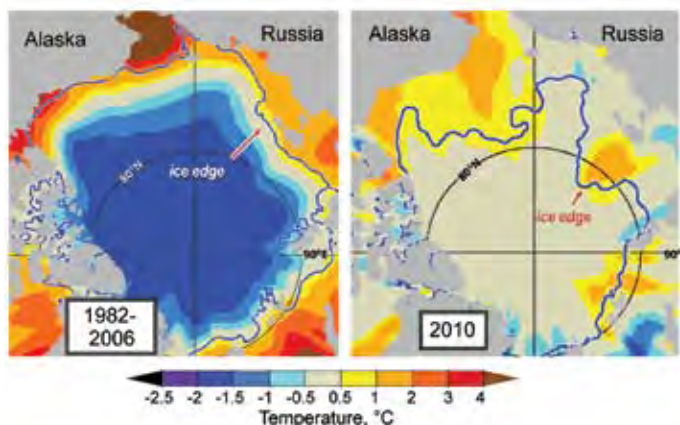 Alaska
Russia
80°N
ice edge
90°E
1982-
2006
Alaska
Russia
80°N
ice edge
90°
2010
-2.5 -2 -1.5 -1 -0.5 0.5 1 2 3 4
Temperature, °C